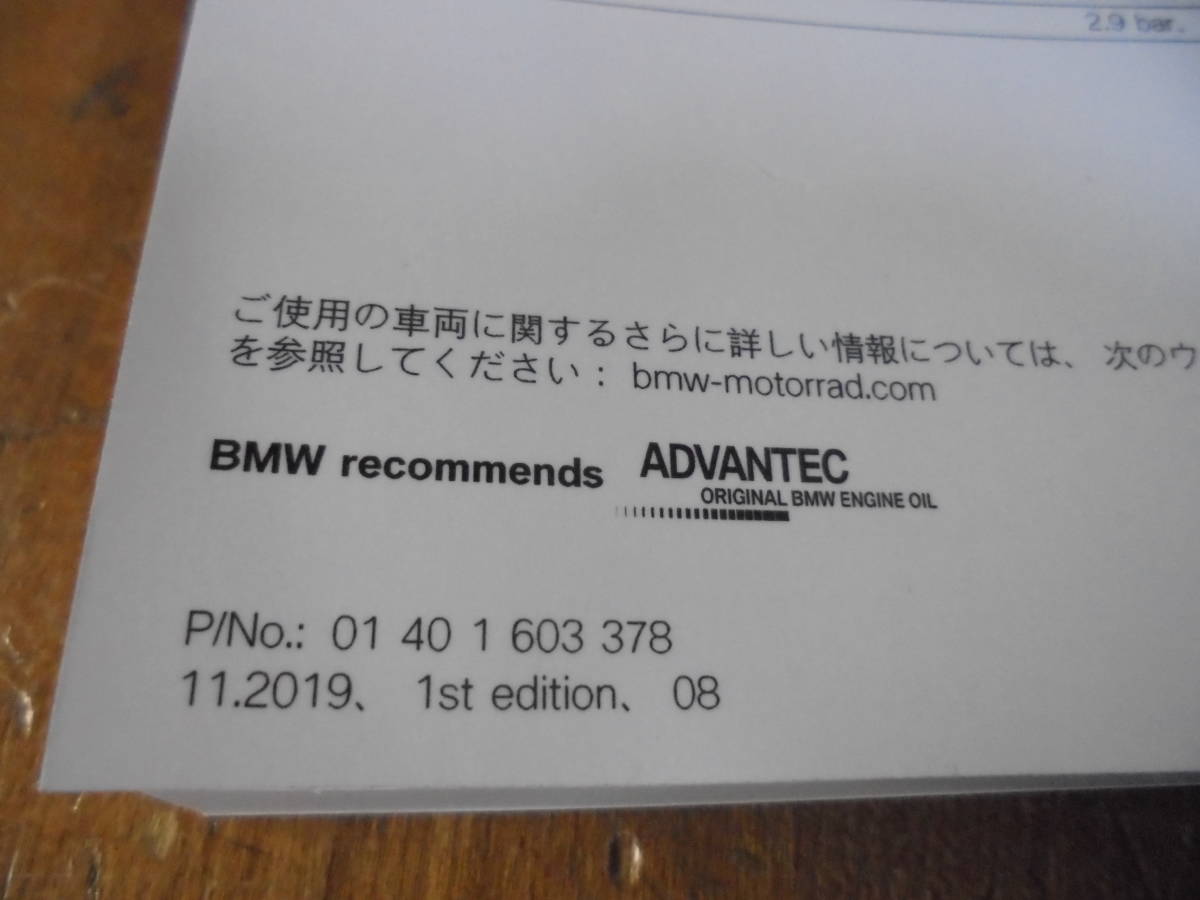 2.9 bar.
ご使用の車両に関するさらに詳しい情報については、 次のウ
を参照してください： bmw-motorrad.com
BMW recommends ADVANTEC
ORIGINAL BMW ENGINE OIL
P/No.: 01 40 1 603 378
11.2019、 1st edition、 08